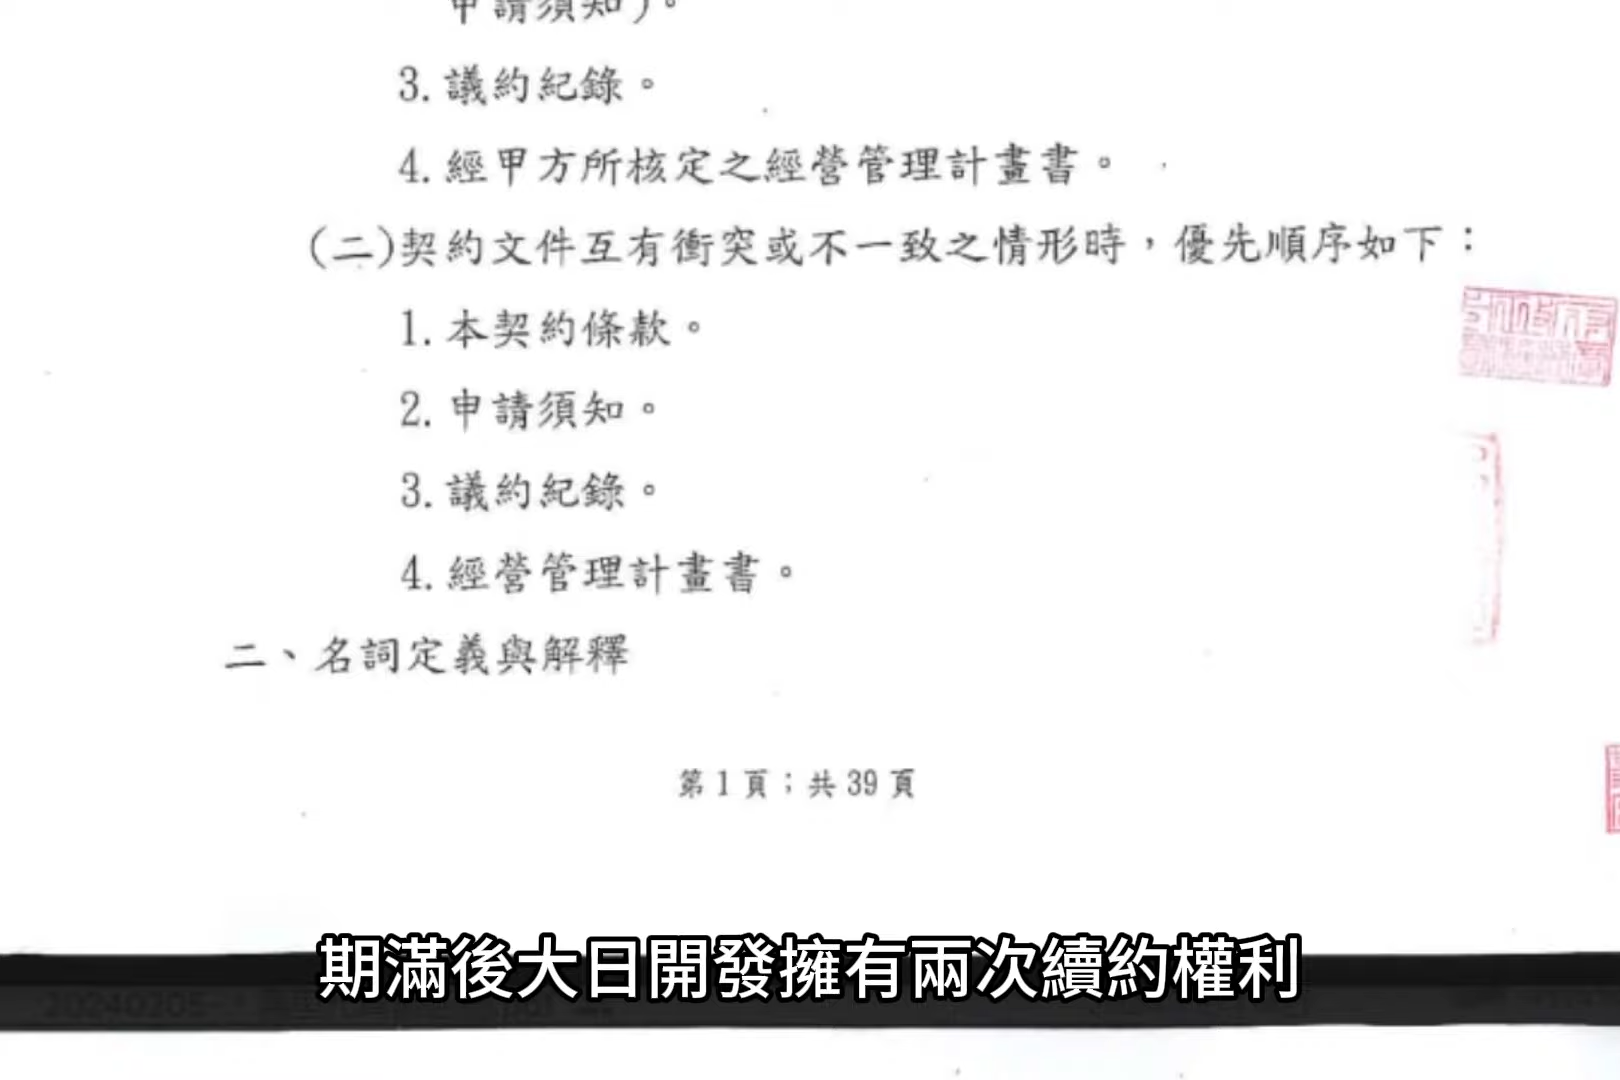 申請須知)。
3.議約紀錄。
4.經甲方所核定之經營管理計畫書。
(二)契約文件互有衝突或不一致之情形時，優先順序如下：
1.本契約條款。
2.申請須知。
3.議約紀錄。
4.經營管理計畫書。
二、名詞定義與解釋
第1頁；共39頁
期滿後大日開發擁有兩次續約權利